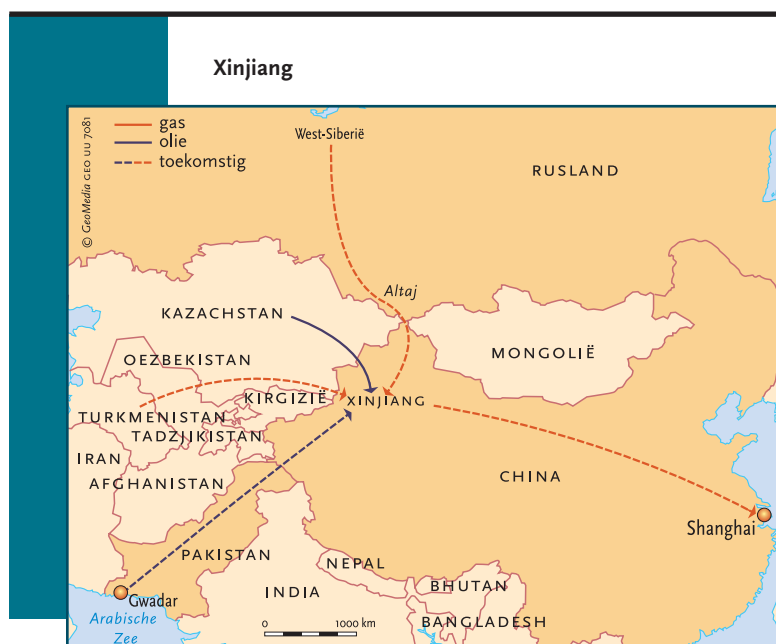 Xinjiang
© GeoMedia GEO UU 7081
gas
olie
toekomstig
West-Siberië
RUSLAND
Altaj
KAZACHSTAN
MONGOLIË
OEZBEKISTAN
KIRGIZIË
XINJIANG
TURKMENISTAN
TADZJIKISTAN
IRAN
AFGHANISTAN
CHINA
Shanghai
PAKISTAN
NEPAL
BHUTAN
INDIA
Gwadar
BANGLADESH
Arabische
Zee
0 1000 km